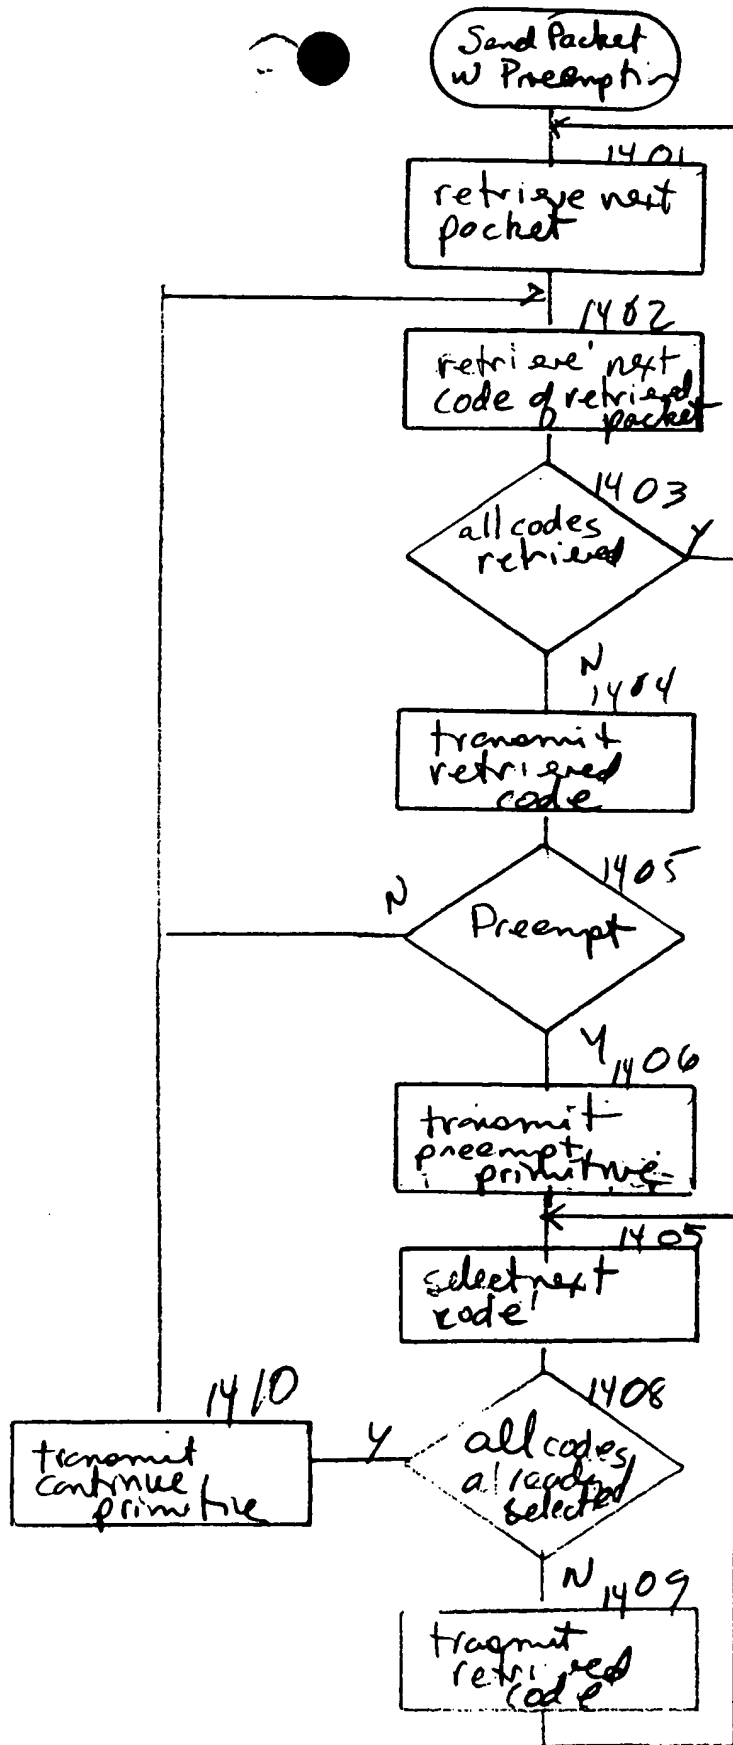 Send Packet
w Preemption
1401
retrieve next
packet
1402
retrieve next
code of retrieved
packet
1403
all codes
retrieved
Y
N
1404
transmit
retrieved
code
1405
N
Preempt
Y
1406
transmit
preempt
primitive
1405
select next
code
1410
1408
Y
all codes
already
selected
transmit
continue
primitive
N
1409
transmit
retrieved
code